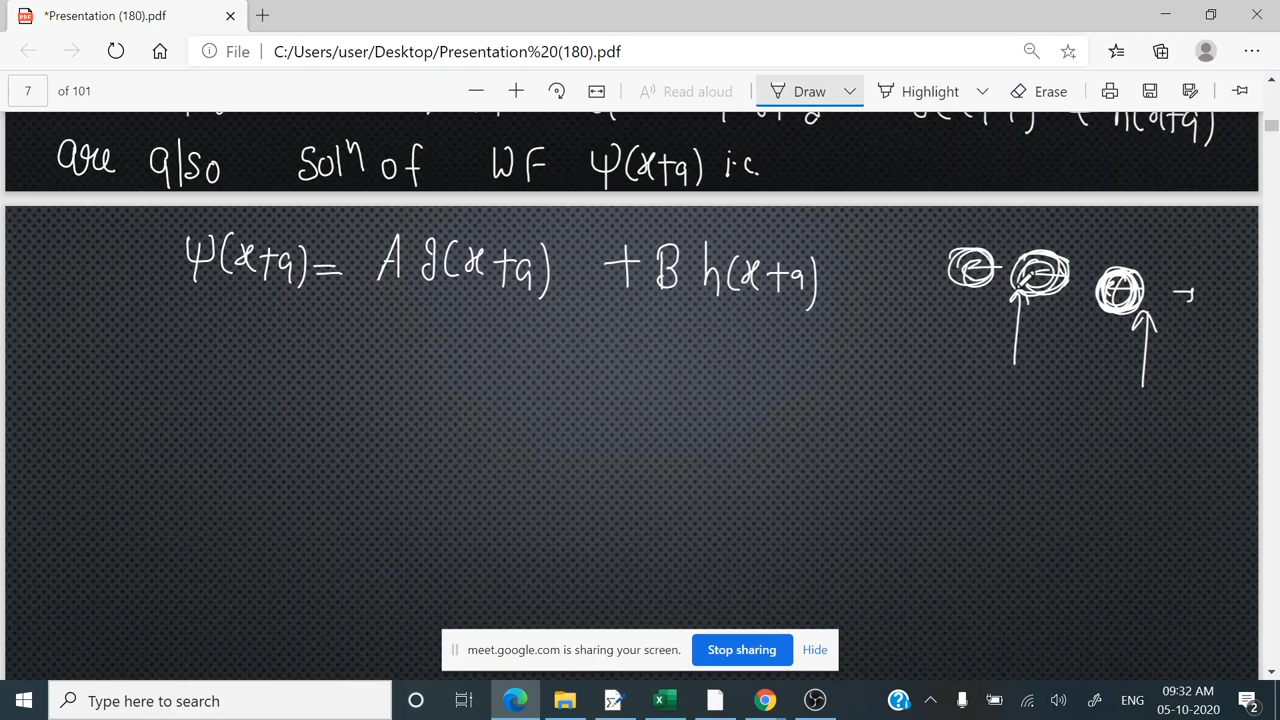 *Presentation (180).pdf
File C:/Users/user/Desktop/Presentation%20(180).pdf
7 of 101 Read aloud Draw Highlight Erase
h(x+a)
are also solⁿ of WF ψ(x+a) i.e.
ψ(x+a) = A g(x+a) + B h(x+a)
meet.google.com is sharing your screen. Stop sharing Hide
Type here to search
ENG
09:32 AM
05-10-2020
2